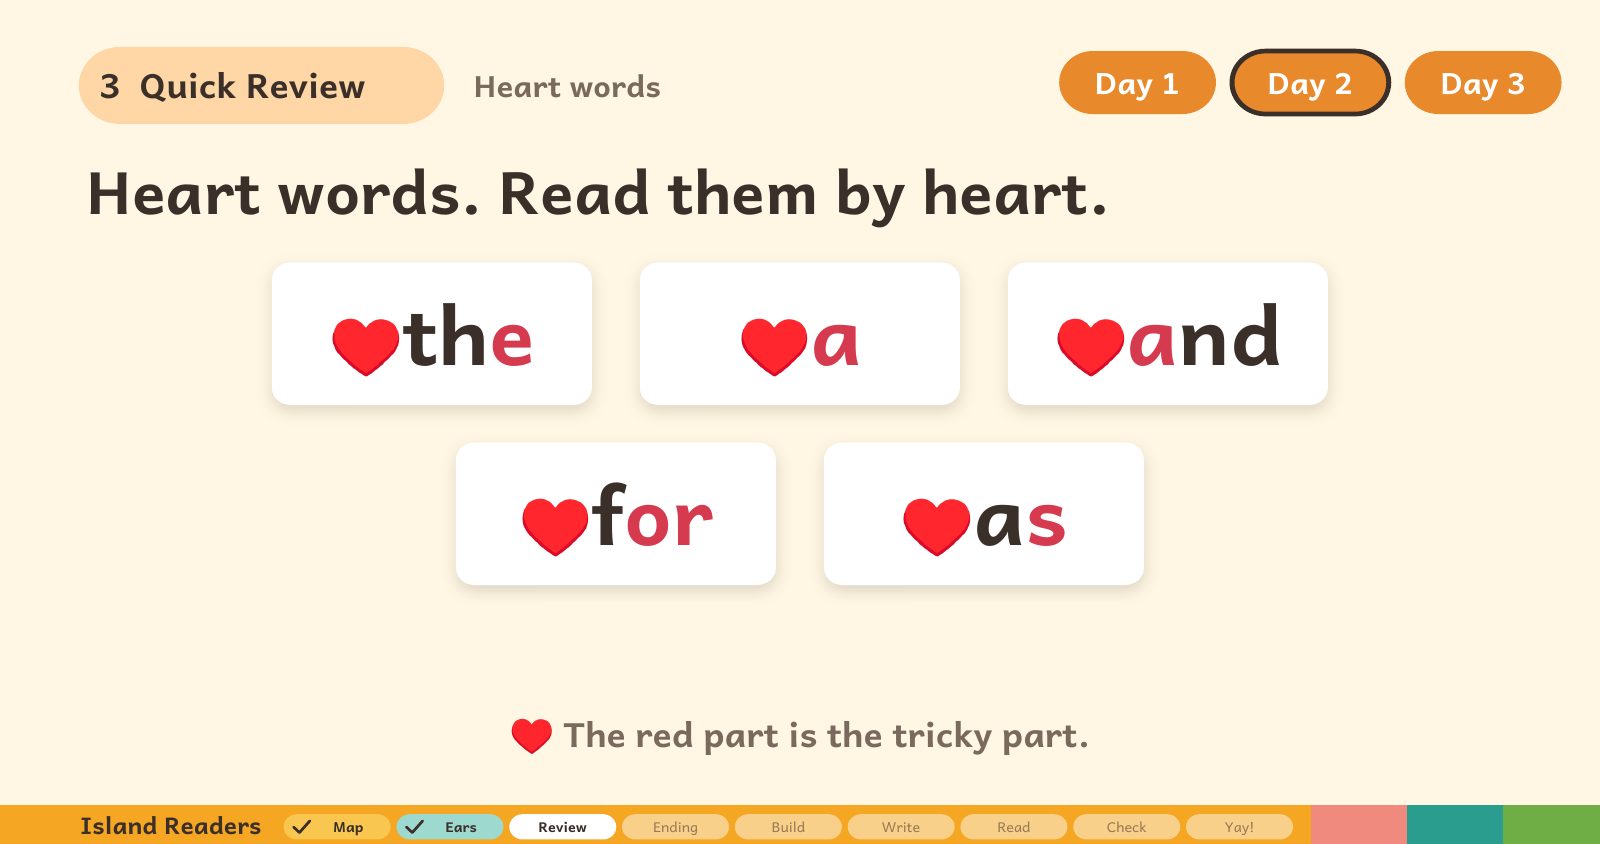 3 Quick Review
Heart words
Day 1
Day 2
Day 3
Heart words. Read them by heart.
the
a
and
for
as
The red part is the tricky part.
Island Readers
Map
Ears
Review
Ending
Build
Write
Read
Check
Yay!